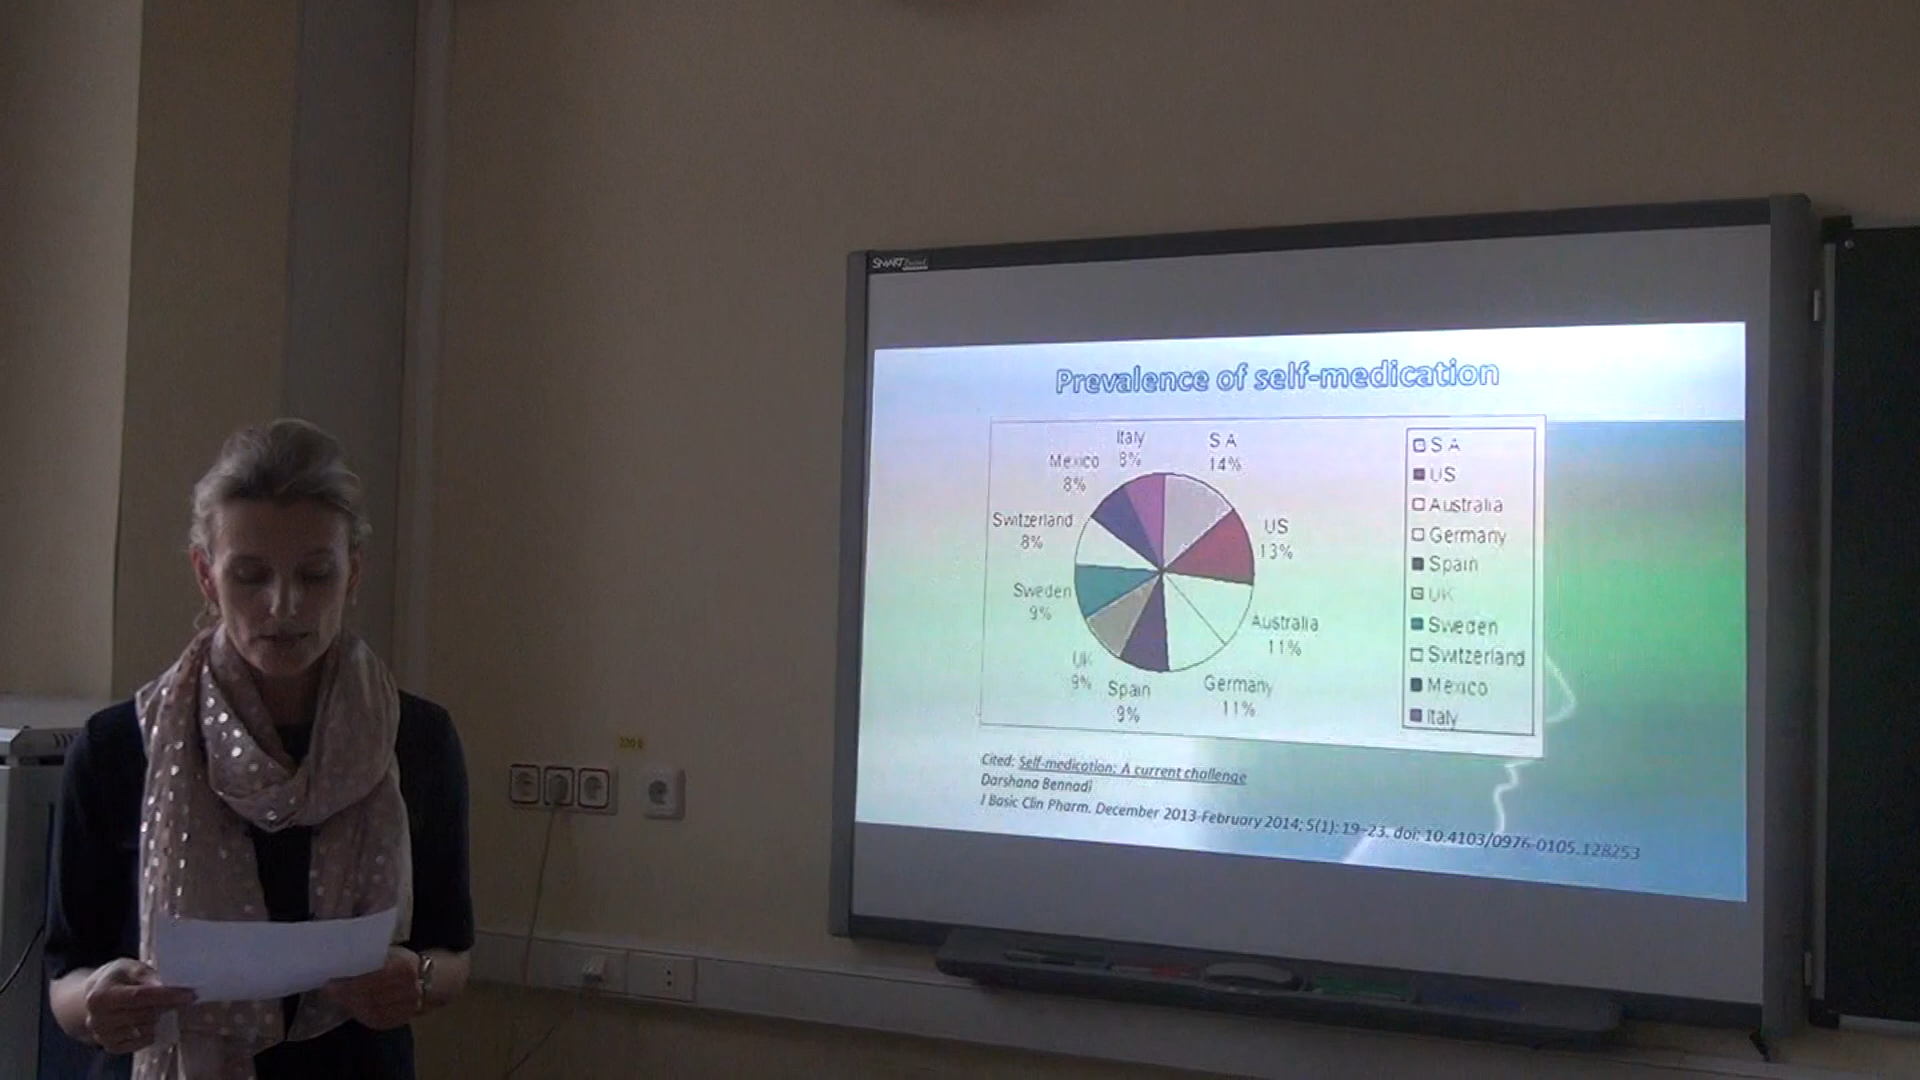 SMART
Prevalence of self-medication
Italy
8%
S A
14%
Mexico
8%
Switzerland
8%
US
13%
Sweden
9%
Australia
11%
UK
9%
Spain
9%
Germany
11%
S A
US
Australia
Germany
Spain
UK
Sweden
Switzerland
Mexico
Italy
Cited: Self-medication: A current challenge
Darshana Bennadi
J Basic Clin Pharm. December 2013-February 2014; 5(1): 19–23. doi: 10.4103/0976-0105.128253